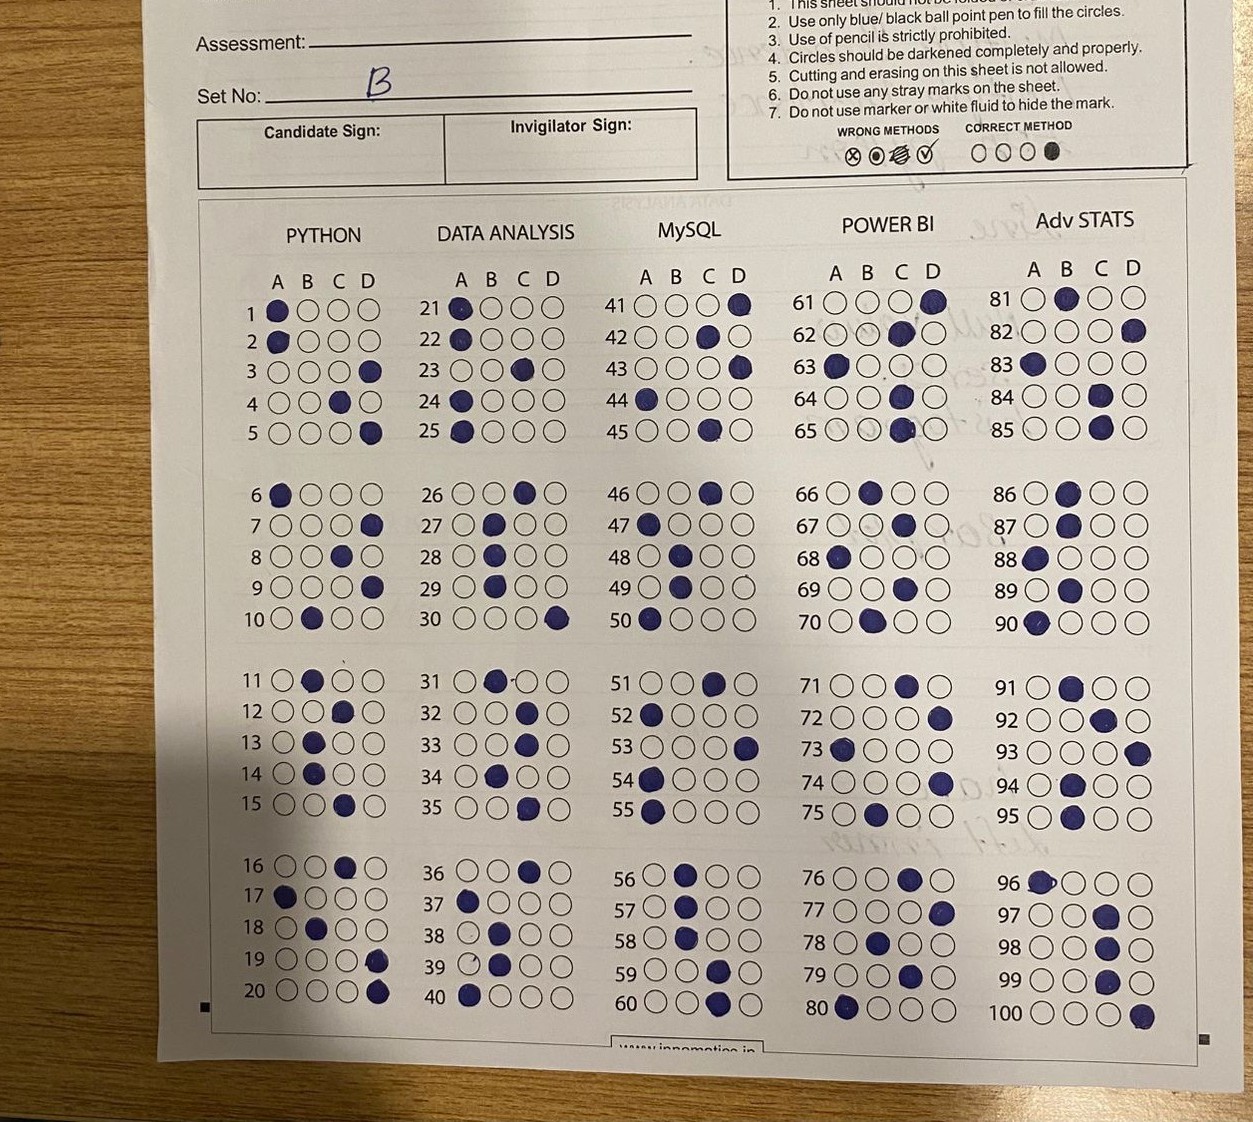 1. This sheet should not be
2. Use only blue/ black ball point pen to fill the circles.
3. Use of pencil is strictly prohibited.
4. Circles should be darkened completely and properly.
5. Cutting and erasing on this sheet is not allowed.
6. Do not use any stray marks on the sheet.
7. Do not use marker or white fluid to hide the mark.
WRONG METHODS CORRECT METHOD
Assessment:
Set No: B
Candidate Sign: Invigilator Sign:
PYTHON DATA ANALYSIS MySQL POWER BI Adv STATS
A B C D A B C D A B C D A B C D A B C D
1 21 41 61 81
2 22 42 62 82
3 23 43 63 83
4 24 44 64 84
5 25 45 65 85
6 26 46 66 86
7 27 47 67 87
8 28 48 68 88
9 29 49 69 89
10 30 50 70 90
11 31 51 71 91
12 32 52 72 92
13 33 53 73 93
14 34 54 74 94
15 35 55 75 95
16 36 56 76 96
17 37 57 77 97
18 38 58 78 98
19 39 59 79 99
20 40 60 80 100